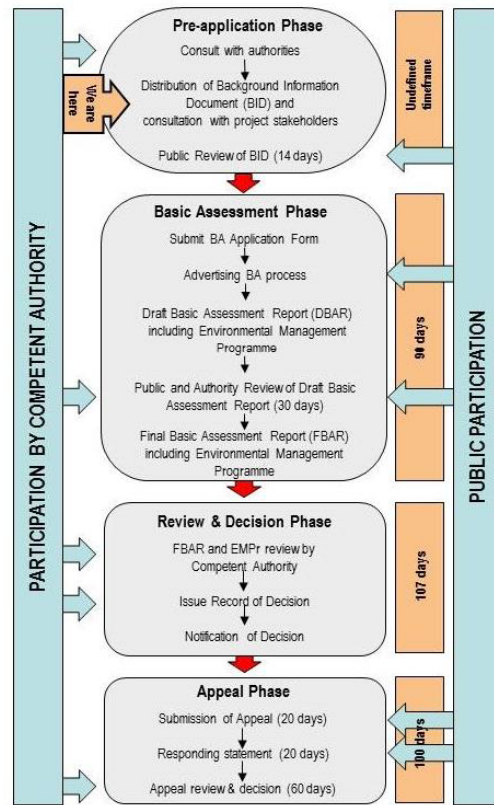 Pre-application Phase
Consult with authorities
Distribution of Background Information
Document (BID) and
consultation with project stakeholders
Public Review of BID (14 days)
We are
here
Undefined
timeframe
Basic Assessment Phase
Submit BA Application Form
Advertising BA process
Draft Basic Assessment Report (DBAR)
including Environmental Management
Programme
Public and Authority Review of Draft Basic
Assessment Report (30 days)
Final Basic Assessment Report (FBAR)
including Environmental Management
Programme
90 days
PARTICIPATION BY COMPETENT AUTHORITY
PUBLIC PARTICIPATION
Review & Decision Phase
FBAR and EMPr review by
Competent Authority
Issue Record of Decision
Notification of Decision
107 days
Appeal Phase
Submission of Appeal (20 days)
Responding statement (20 days)
Appeal review & decision (60 days)
100 days